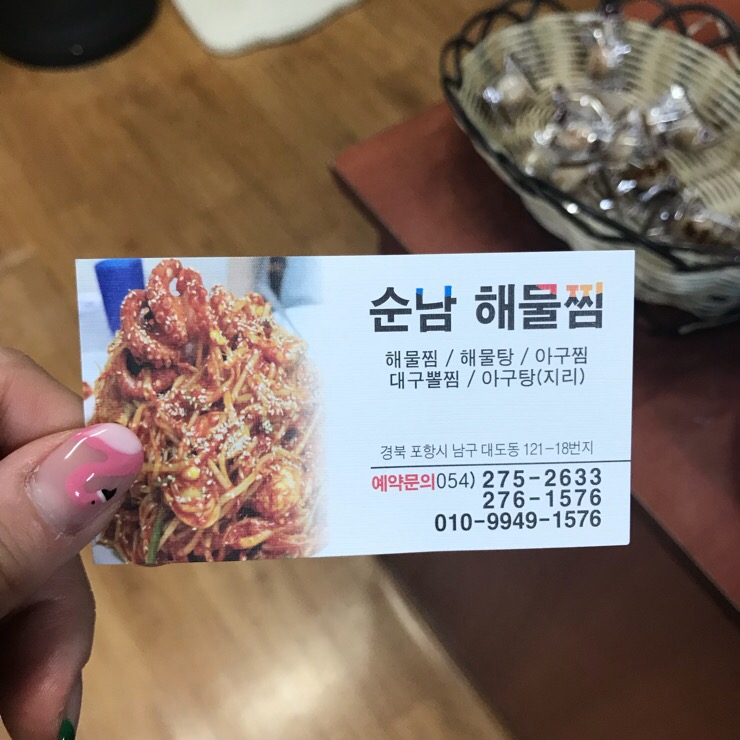 순남 해물찜
해물찜 / 해물탕 / 아구찜
대구뽈찜 / 아구탕(지리)
경북 포항시 남구 대도동 121-18번지
예약문의054) 275-2633
276-1576
010-9949-1576